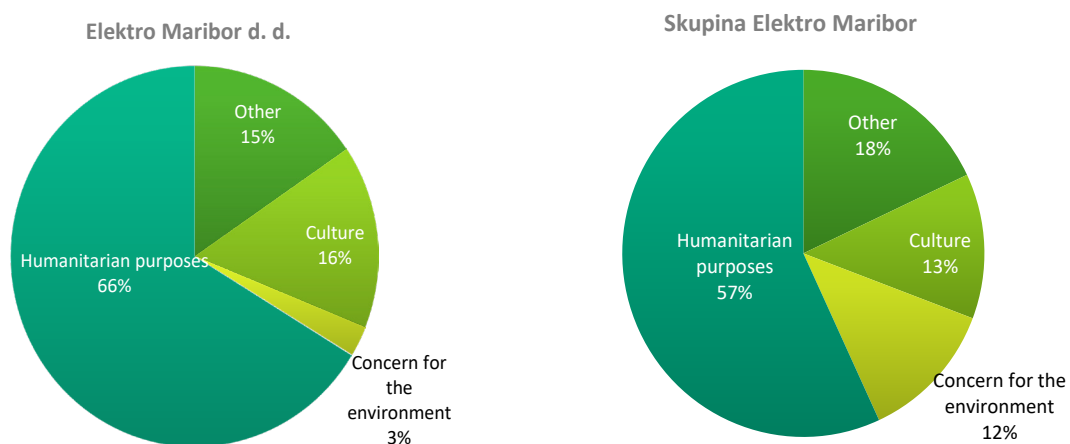 Elektro Maribor d. d.
Other
15%
Culture
16%
Humanitarian purposes
66%
Concern for
the
environment
3%
Skupina Elektro Maribor
Other
18%
Culture
13%
Humanitarian
purposes
57%
Concern for the
environment
12%